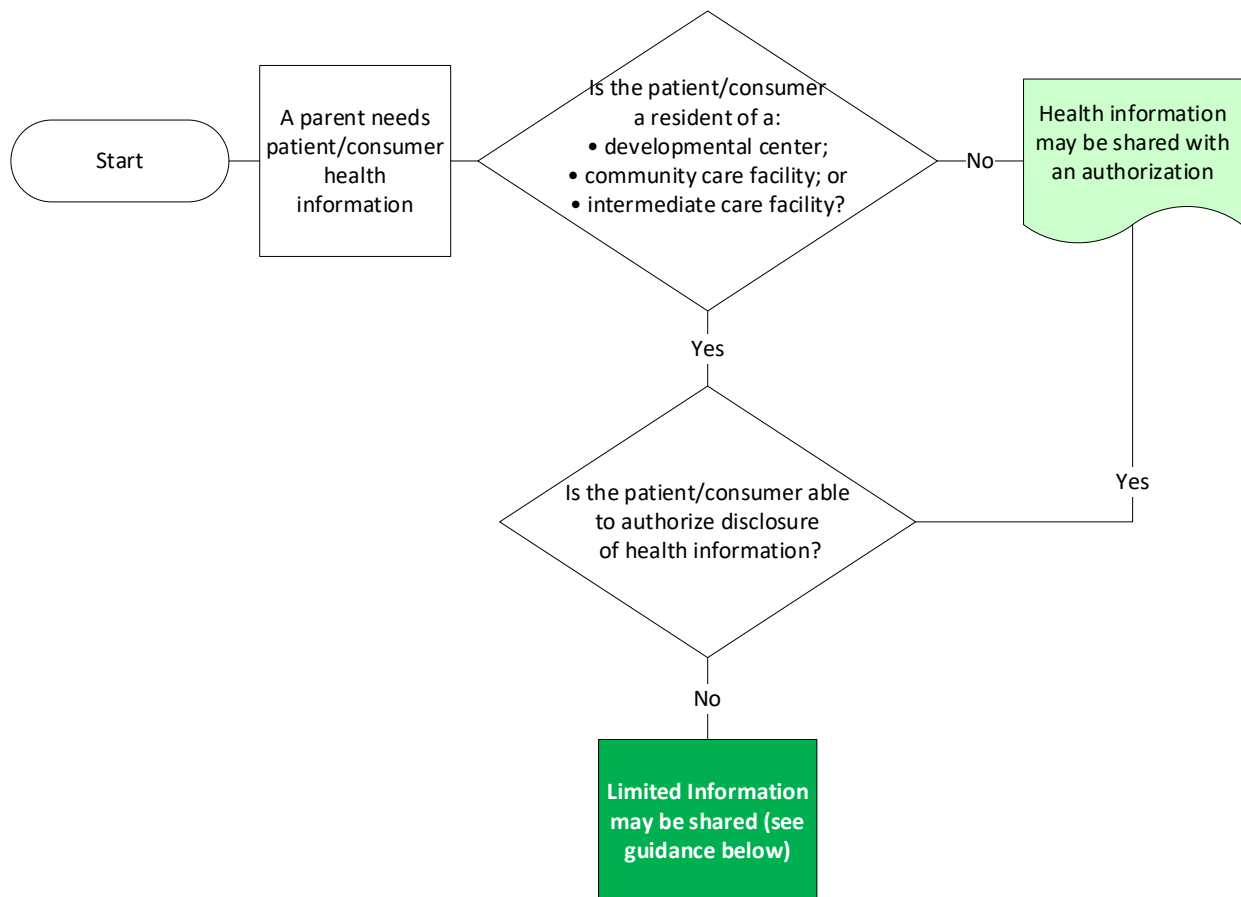 Start
A parent needs
patient/consumer
health
information
Is the patient/consumer
a resident of a:
• developmental center;
• community care facility; or
• intermediate care facility?
No
Health information
may be shared with
an authorization
Yes
Is the patient/consumer able
to authorize disclosure
of health information?
Yes
No
Limited Information
may be shared (see
guidance below)